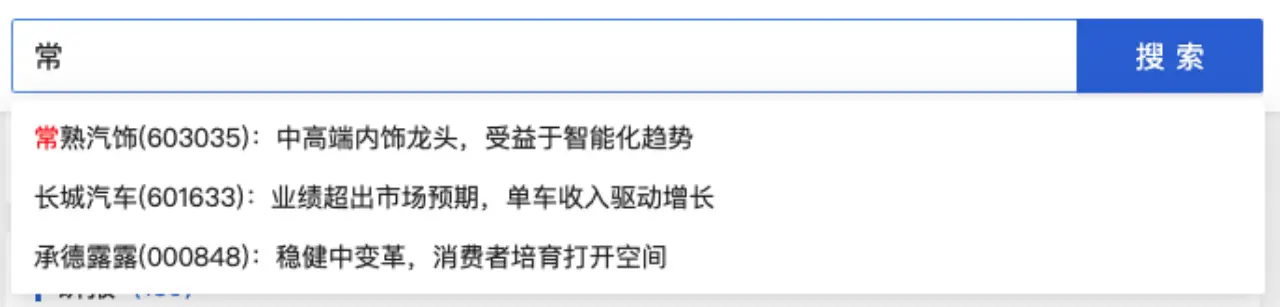 常
搜 索
常熟汽饰(603035)：中高端内饰龙头，受益于智能化趋势
长城汽车(601633)：业绩超出市场预期，单车收入驱动增长
承德露露(000848)：稳健中变革，消费者培育打开空间